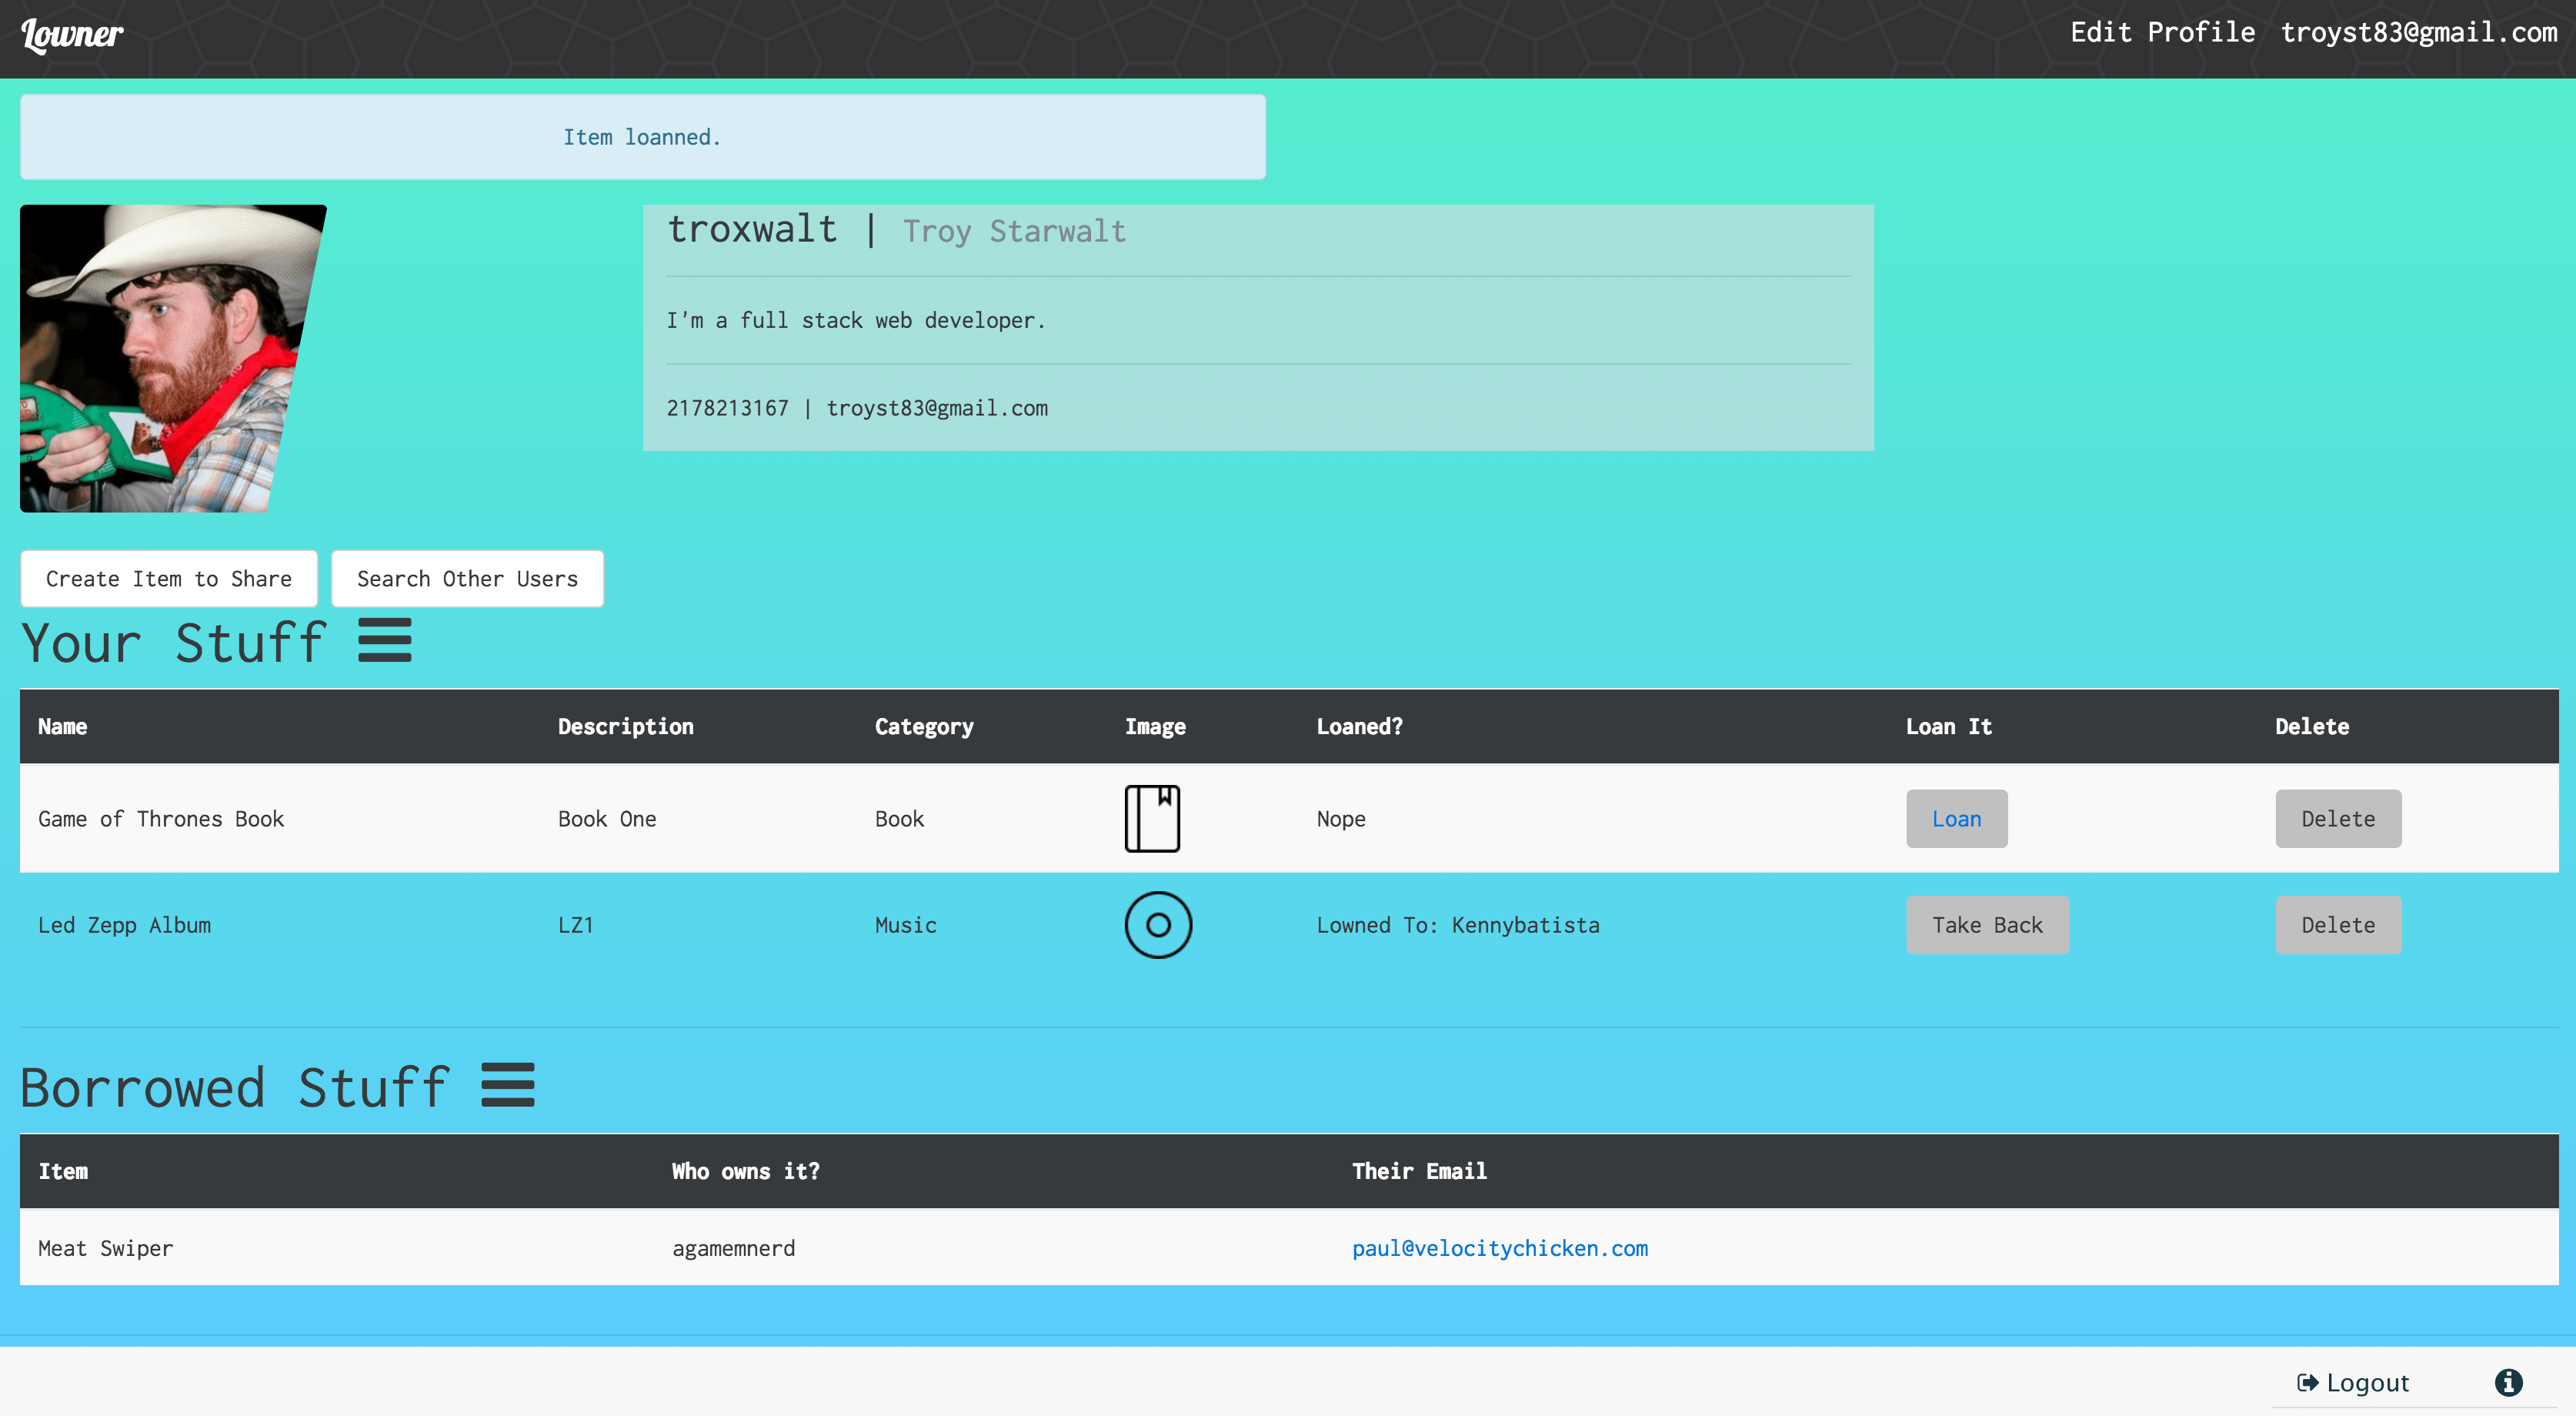 Lowner
Edit Profile troyst83@gmail.com
Item loanned.
troxwalt | Troy Starwalt
I'm a full stack web developer.
2178213167 | troyst83@gmail.com
Create Item to Share Search Other Users
Your Stuff
Name Description Category Image Loaned? Loan It Delete
Game of Thrones Book Book One Book Nope Loan Delete
Led Zepp Album LZ1 Music Lowned To: Kennybatista Take Back Delete
Borrowed Stuff
Item Who owns it? Their Email
Meat Swiper agamemnerd paul@velocitychicken.com
Logout